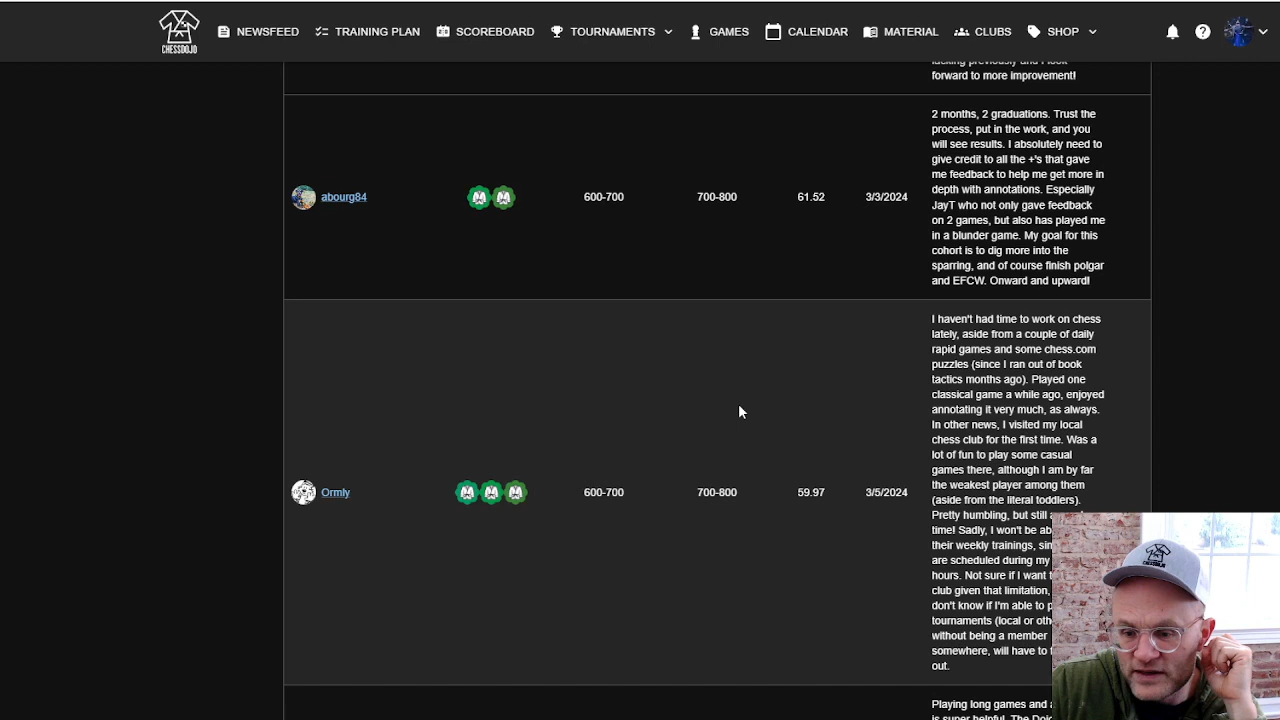 CHESSDOJO
NEWSFEED
TRAINING PLAN
SCOREBOARD
TOURNAMENTS
GAMES
CALENDAR
MATERIAL
CLUBS
SHOP
lacking previously and I look
forward to more improvement!
abourg84
600-700
700-800
61.52
3/3/2024
2 months, 2 graduations. Trust the
process, put in the work, and you
will see results. I absolutely need to
give credit to all the +'s that gave
me feedback to help me get more in
depth with annotations. Especially
JayT who not only gave feedback
on 2 games, but also has played me
in a blunder game. My goal for this
cohort is to dig more into the
sparring, and of course finish polgar
and EFCW. Onward and upward!
Ormly
600-700
700-800
59.97
3/5/2024
I haven't had time to work on chess
lately, aside from a couple of daily
rapid games and some chess.com
puzzles (since I ran out of book
tactics months ago). Played one
classical game a while ago, enjoyed
annotating it very much, as always.
In other news, I visited my local
chess club for the first time. Was a
lot of fun to play some casual
games there, although I am by far
the weakest player among them
(aside from the literal toddlers).
Pretty humbling, but still
time! Sadly, I won't be
their weekly trainings,
are scheduled during my
hours. Not sure if I want
club given that limitation,
don't know if I'm able to
tournaments (local or
without being a member
somewhere, will have to
out.
Playing long games and
is super helpful. The
CHESSDOJO